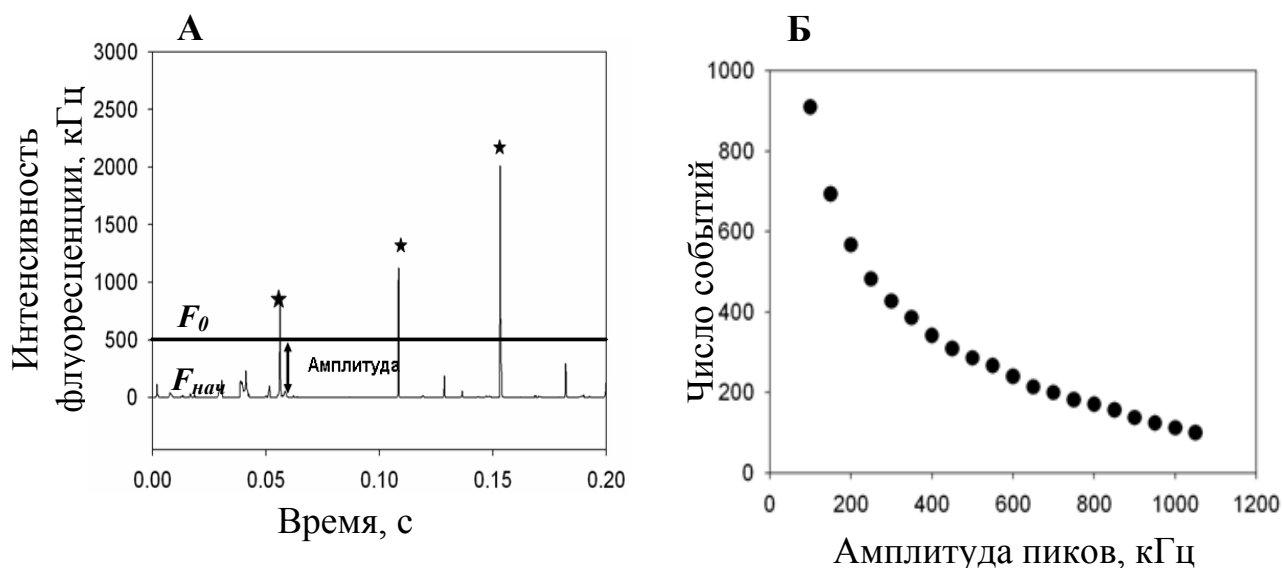 А
Интенсивность
флуоресценции, кГц
3000
2500
2000
1500
1000
500
0
F₀
Fнач
Амплитуда
0.00
0.05
0.10
0.15
0.20
Время, с
Б
Число событий
1000
800
600
400
200
0
0
200
400
600
800
1000
1200
Амплитуда пиков, кГц